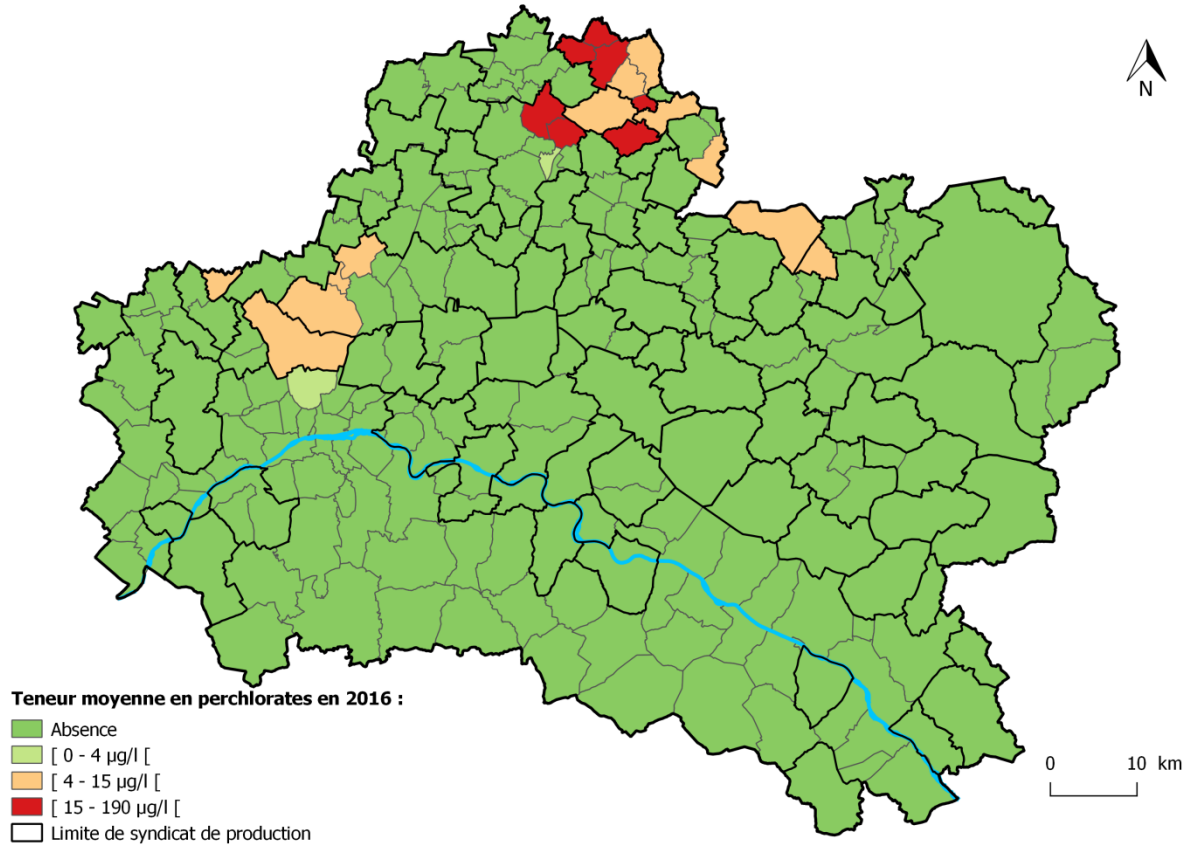 N
Teneur moyenne en perchlorates en 2016 :
Absence
[ 0 - 4 µg/l [
[ 4 - 15 µg/l [
[ 15 - 190 µg/l [
Limite de syndicat de production
0 10 km